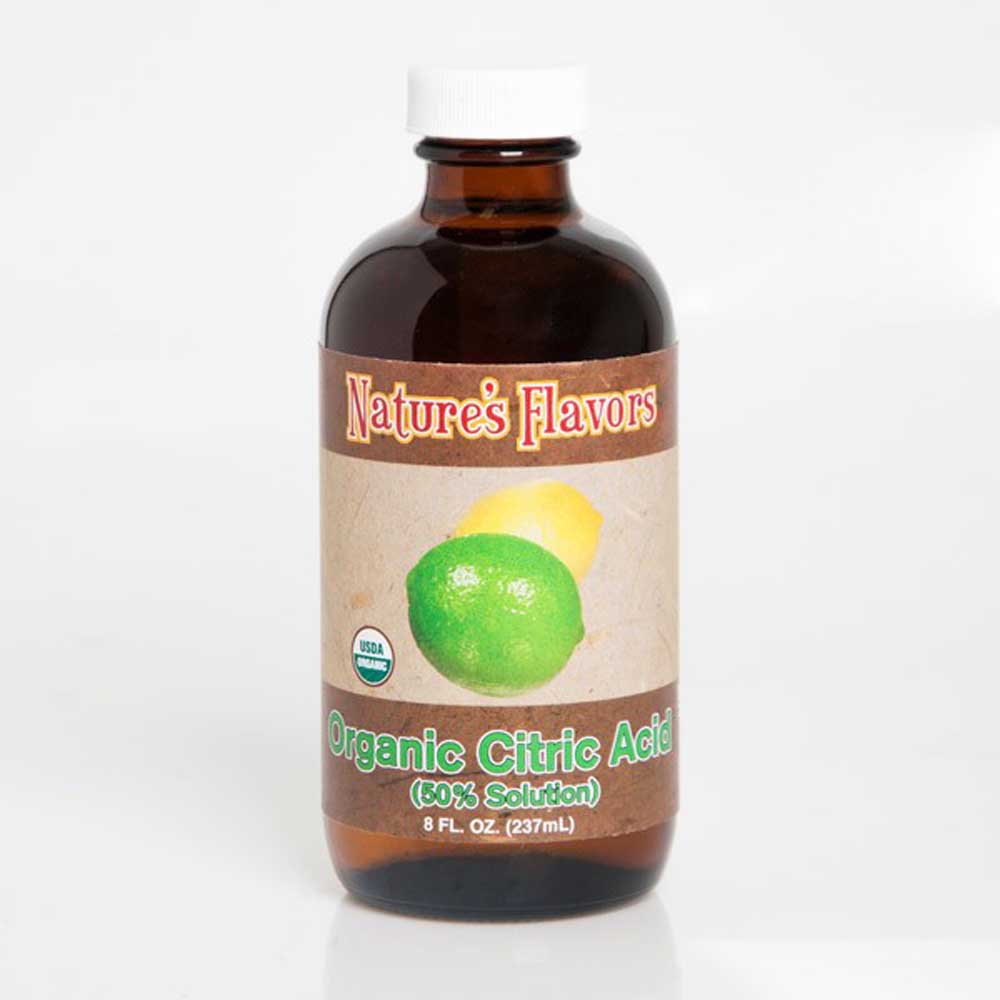 Nature's Flavors
USDA
ORGANIC
Organic Citric Acid
(50% Solution)
8 FL. OZ. (237mL)